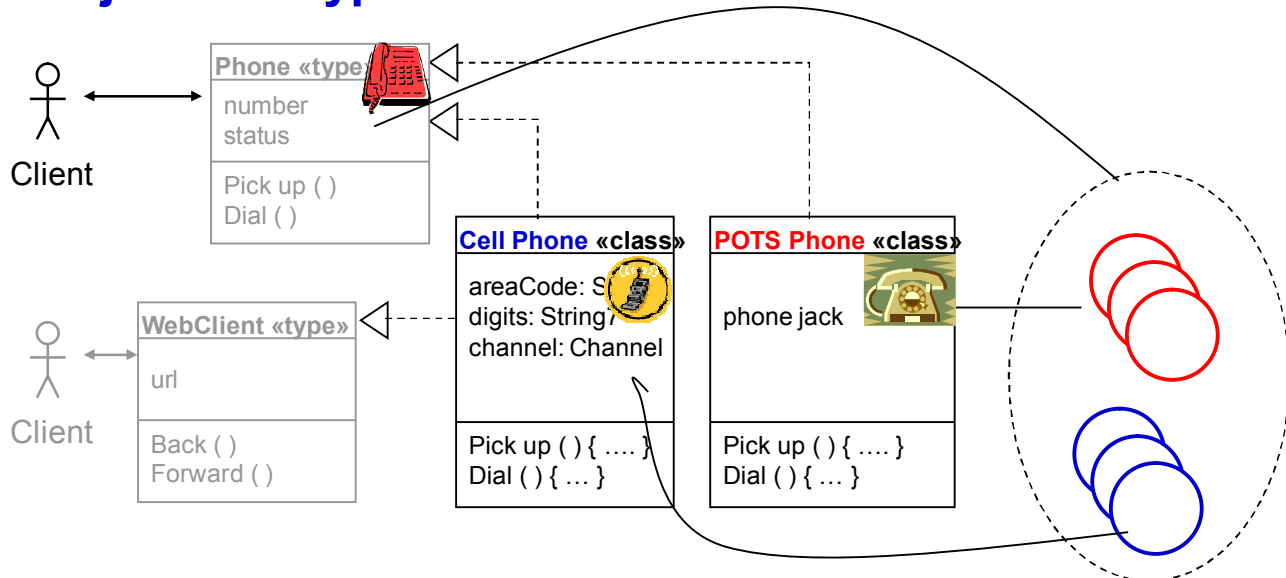 Phone «type»
number
status
Pick up ( )
Dial ( )
Client
Cell Phone «class»
areaCode: S
digits: String7
channel: Channel
Pick up ( ) { …. }
Dial ( ) { … }
POTS Phone «class»
phone jack
Pick up ( ) { …. }
Dial ( ) { … }
WebClient «type»
url
Back ( )
Forward ( )
Client